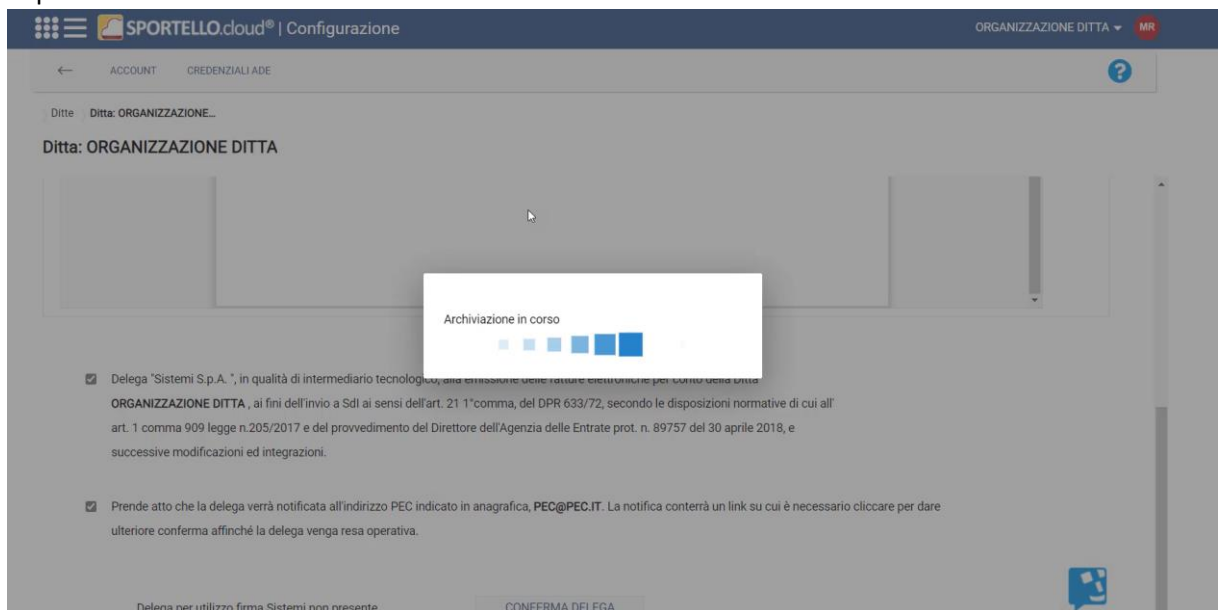 SPORTELLO.cloud® | Configurazione
ORGANIZZAZIONE DITTA
MR
ACCOUNT CREDENZIALI ADE
?
Ditte Ditta: ORGANIZZAZIONE...
Ditta: ORGANIZZAZIONE DITTA
Archiviazione in corso
Delega "Sistemi S.p.A. ", in qualità di intermediario tecnologico, alla emissione delle fatture elettroniche per conto della Ditta
ORGANIZZAZIONE DITTA , ai fini dell'invio a SdI ai sensi dell'art. 21 1°comma, del DPR 633/72, secondo le disposizioni normative di cui all'
art. 1 comma 909 legge n.205/2017 e del provvedimento del Direttore dell'Agenzia delle Entrate prot. n. 89757 del 30 aprile 2018, e
successive modificazioni ed integrazioni.
Prende atto che la delega verrà notificata all'indirizzo PEC indicato in anagrafica, PEC@PEC.IT. La notifica conterrà un link su cui è necessario cliccare per dare
ulteriore conferma affinché la delega venga resa operativa.
Delega per utilizzo firma Sistemi non presente
CONFERMA DELEGA